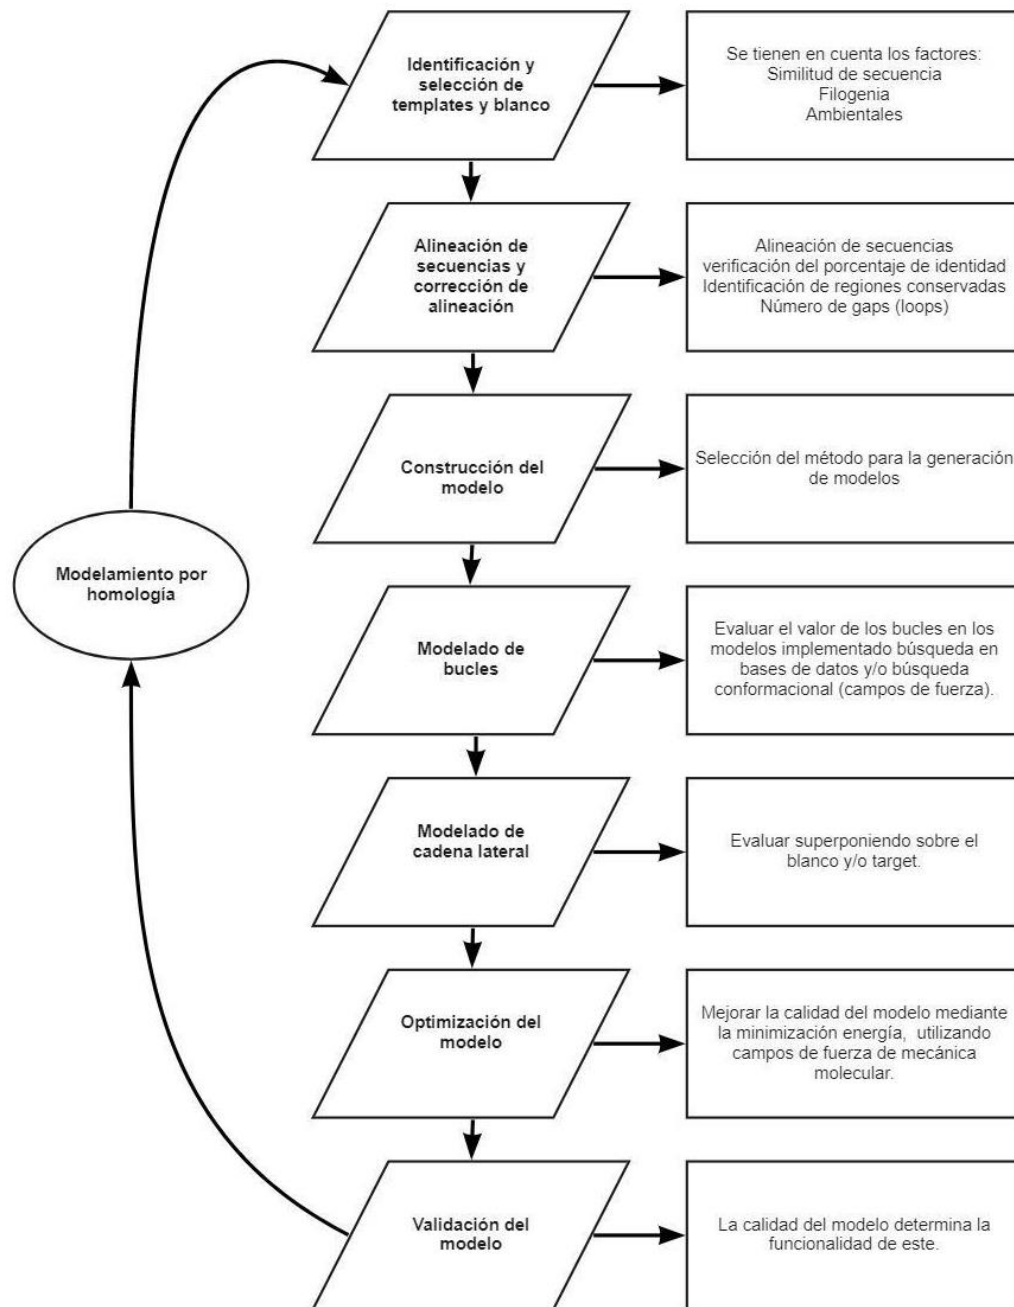 Identificación y
selección de
templates y blanco
Se tienen en cuenta los factores:
Similitud de secuencia
Filogenia
Ambientales
Alineación de
secuencias y
corrección de
alineación
Alineación de secuencias
verificación del porcentaje de identidad
Identificación de regiones conservadas
Número de gaps (loops)
Construcción del
modelo
Selección del método para la generación
de modelos
Modelamiento por
homología
Modelado de
bucles
Evaluar el valor de los bucles en los
modelos implementado búsqueda en
bases de datos y/o búsqueda
conformacional (campos de fuerza).
Modelado de
cadena lateral
Evaluar superponiendo sobre el
blanco y/o target.
Optimización del
modelo
Mejorar la calidad del modelo mediante
la minimización energía, utilizando
campos de fuerza de mecánica
molecular.
Validación del
modelo
La calidad del modelo determina la
funcionalidad de este.